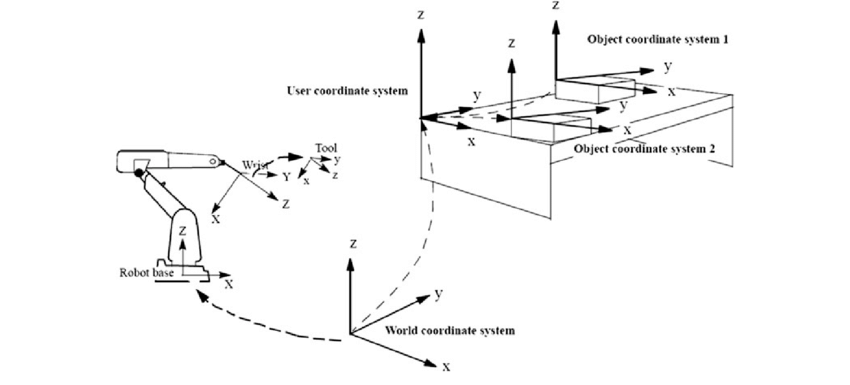 z
z
Object coordinate system 1
z
y
User coordinate system
y
x
y
x
x
Object coordinate system 2
Tool
Wrist
y
Y
x
z
Z
X
Z
Robot base
X
z
y
World coordinate system
x